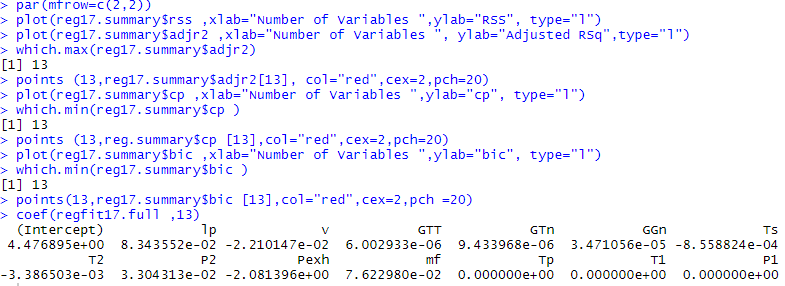 > par(mfrow=c(2,2))
> plot(reg17.summary$rss ,xlab="Number of Variables ",ylab="RSS", type="l")
> plot(reg17.summary$adjr2 ,xlab="Number of Variables ", ylab="Adjusted RSq",type="l")
> which.max(reg17.summary$adjr2)
[1] 13
> points (13,reg17.summary$adjr2[13], col="red",cex=2,pch=20)
> plot(reg17.summary$cp ,xlab="Number of Variables ",ylab="cp", type="l")
> which.min(reg17.summary$cp )
[1] 13
> points (13,reg.summary$cp [13],col="red",cex=2,pch=20)
> plot(reg17.summary$bic ,xlab="Number of Variables ",ylab="bic", type="l")
> which.min(reg17.summary$bic )
[1] 13
> points(13,reg17.summary$bic [13],col="red",cex=2,pch =20)
> coef(regfit17.full ,13)
(Intercept) lp v GTT GTn GGn Ts
4.476895e+00 8.343552e-02 -2.210147e-02 6.002933e-06 9.433968e-06 3.471056e-05 -8.558824e-04
T2 P2 Pexh mf Tp T1 P1
-3.386503e-03 3.304313e-02 -2.081396e+00 7.622980e-02 0.000000e+00 0.000000e+00 0.000000e+00